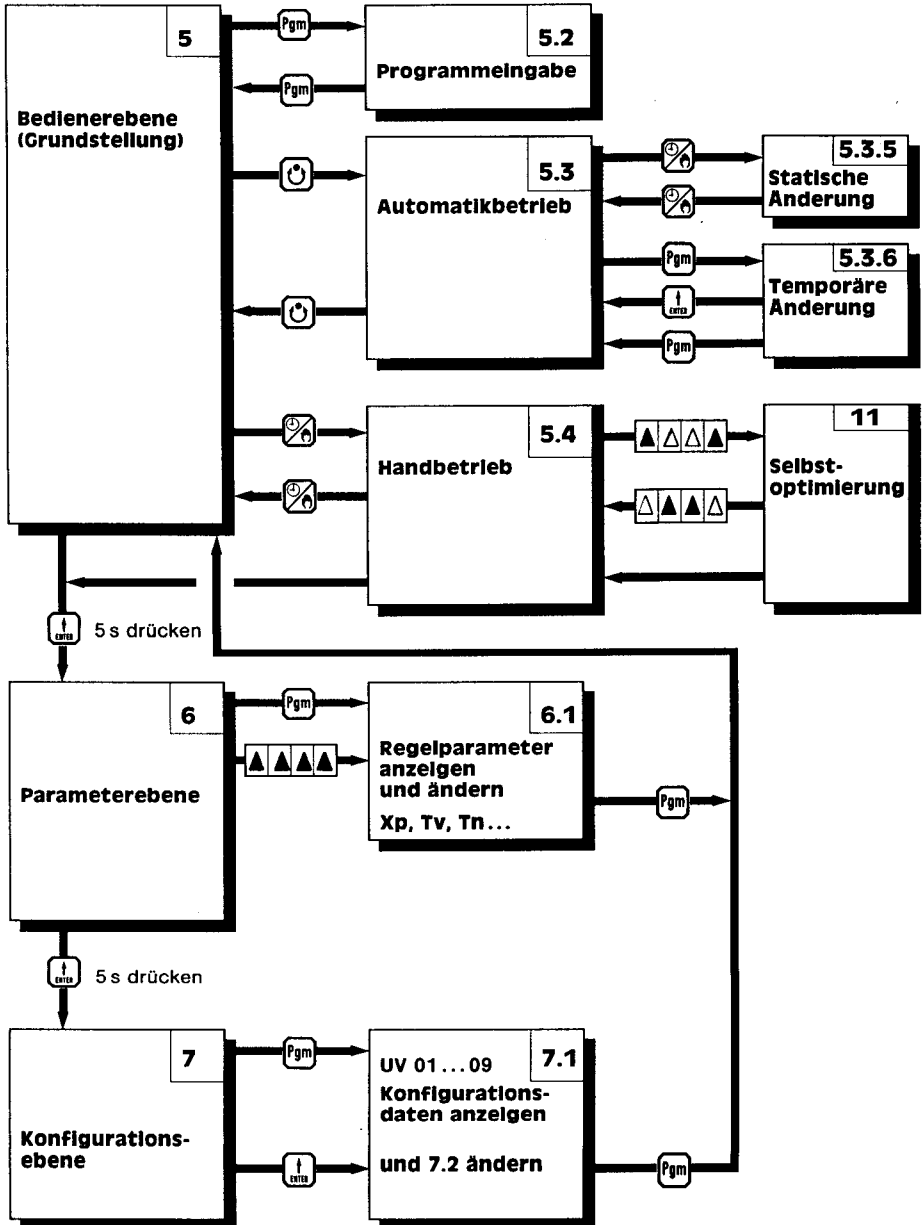 5
Bedienerebene
(Grundstellung)
Pgm
Pgm
5.2
Programmeingabe
5.3
Automatikbetrieb
5.3.5
Statische
Änderung
Pgm
ENTER
Pgm
5.3.6
Temporäre
Änderung
5.4
Handbetrieb
11
Selbst-
optimierung
ENTER
5 s drücken
6
Parameterebene
Pgm
6.1
Regelparameter
anzeigen
und ändern
Xp, Tv, Tn...
Pgm
ENTER
5 s drücken
7
Konfigurations-
ebene
Pgm
ENTER
7.1
UV 01...09
Konfigurations-
daten anzeigen
und 7.2 ändern
Pgm